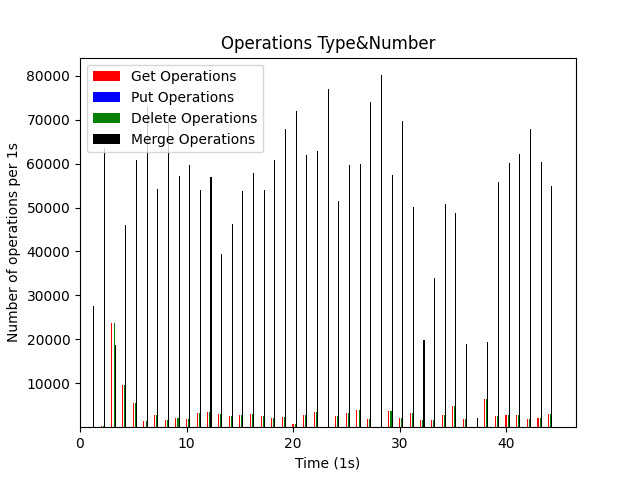 Operations Type&Number
Get Operations
Put Operations
Delete Operations
Merge Operations
Number of operations per 1s
80000
70000
60000
50000
40000
30000
20000
10000
0 10 20 30 40
Time (1s)